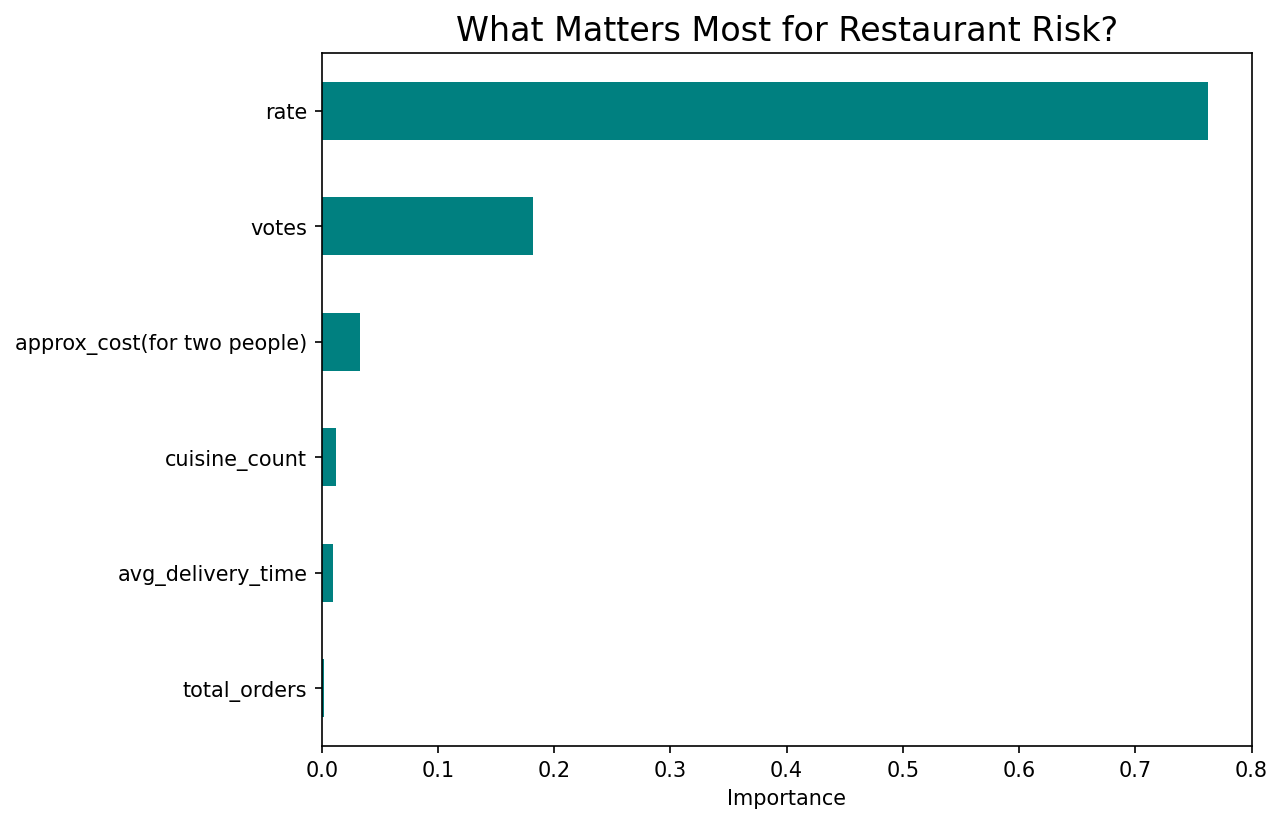 What Matters Most for Restaurant Risk?
rate
votes
approx_cost(for two people)
cuisine_count
avg_delivery_time
total_orders
0.0 0.1 0.2 0.3 0.4 0.5 0.6 0.7 0.8
Importance